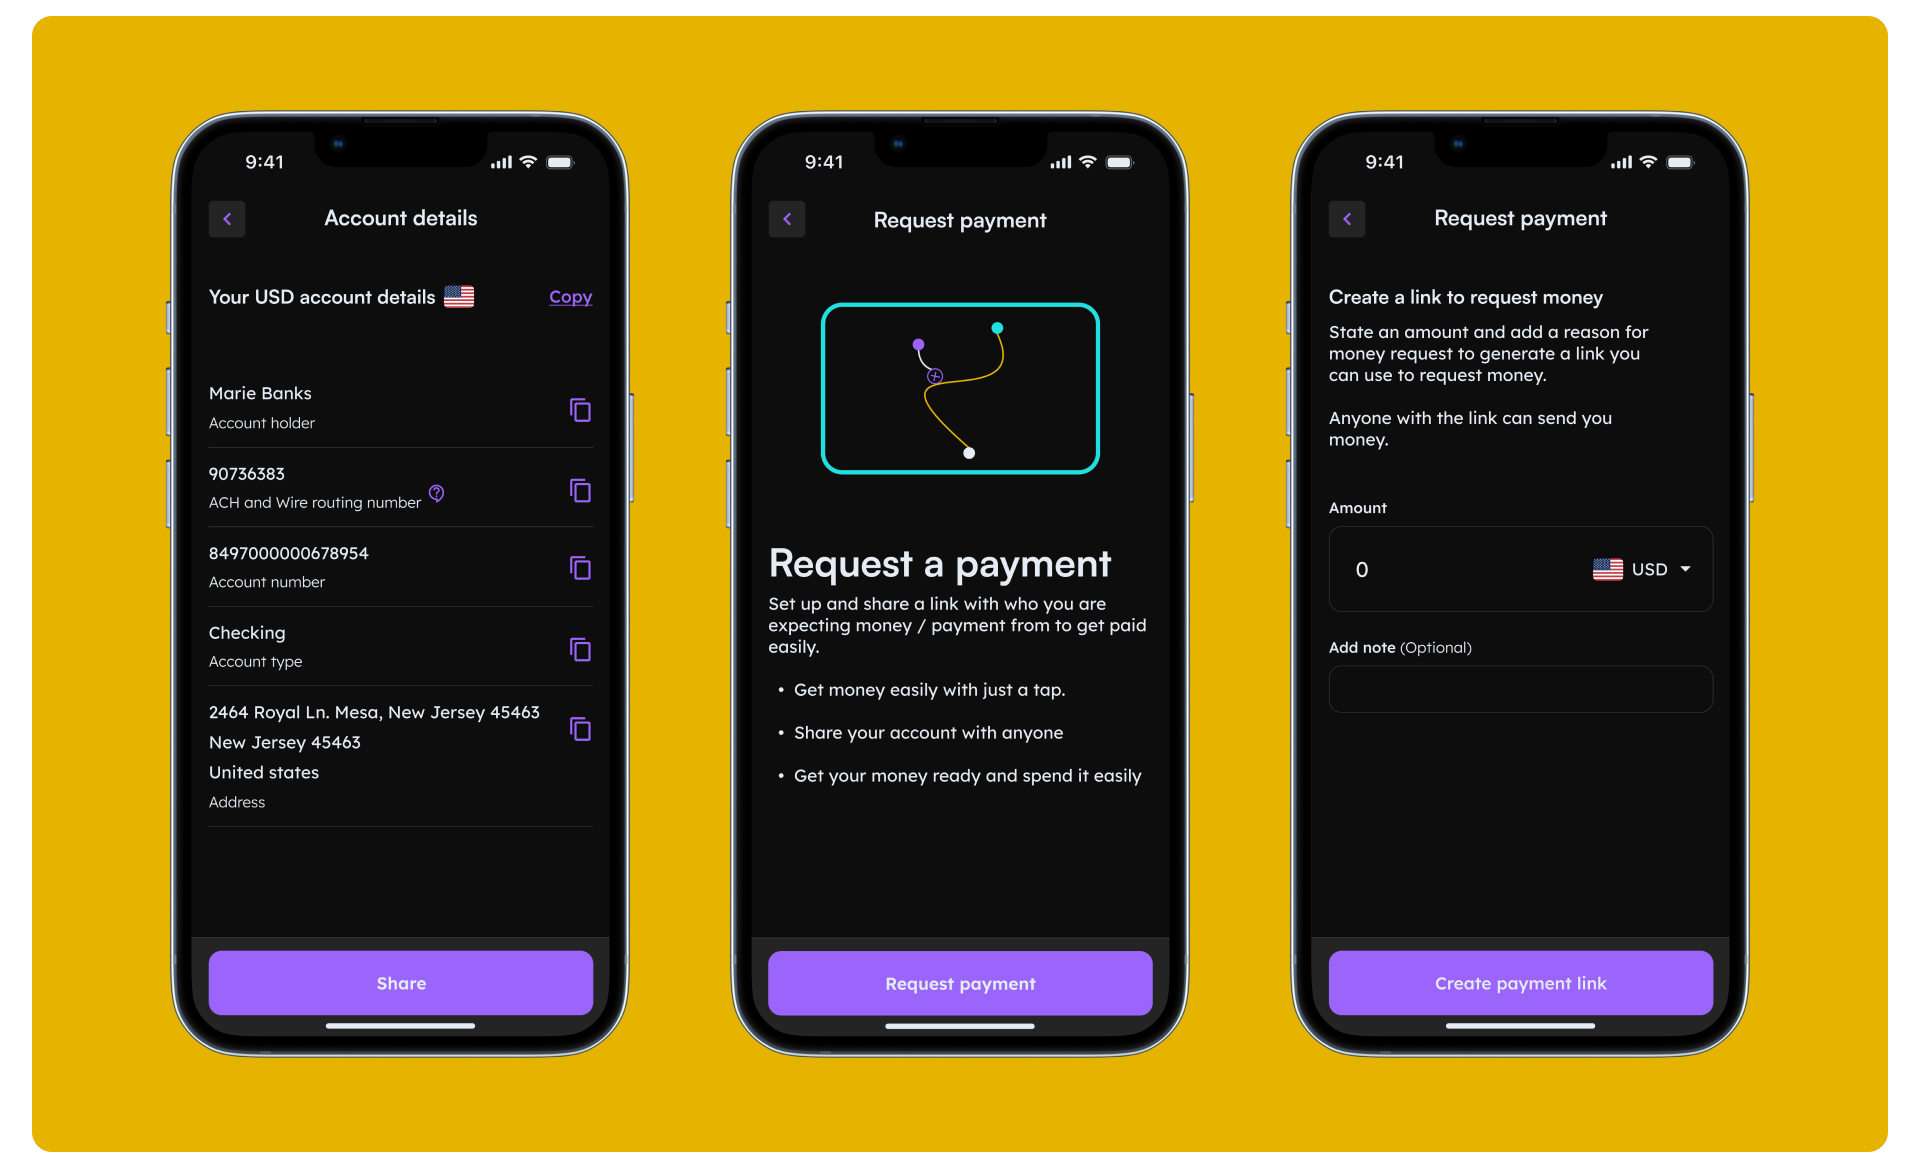 9:41
Account details
Your USD account details
Copy
Marie Banks
Account holder
90736383
ACH and Wire routing number
8497000000678954
Account number
Checking
Account type
2464 Royal Ln. Mesa, New Jersey 45463
New Jersey 45463
United states
Address
Share
9:41
Request payment
Request a payment
Set up and share a link with who you are
expecting money / payment from to get paid
easily.
• Get money easily with just a tap.
• Share your account with anyone
• Get your money ready and spend it easily
Request payment
9:41
Request payment
Create a link to request money
State an amount and add a reason for
money request to generate a link you
can use to request money.
Anyone with the link can send you
money.
Amount
0 USD
Add note (Optional)
Create payment link